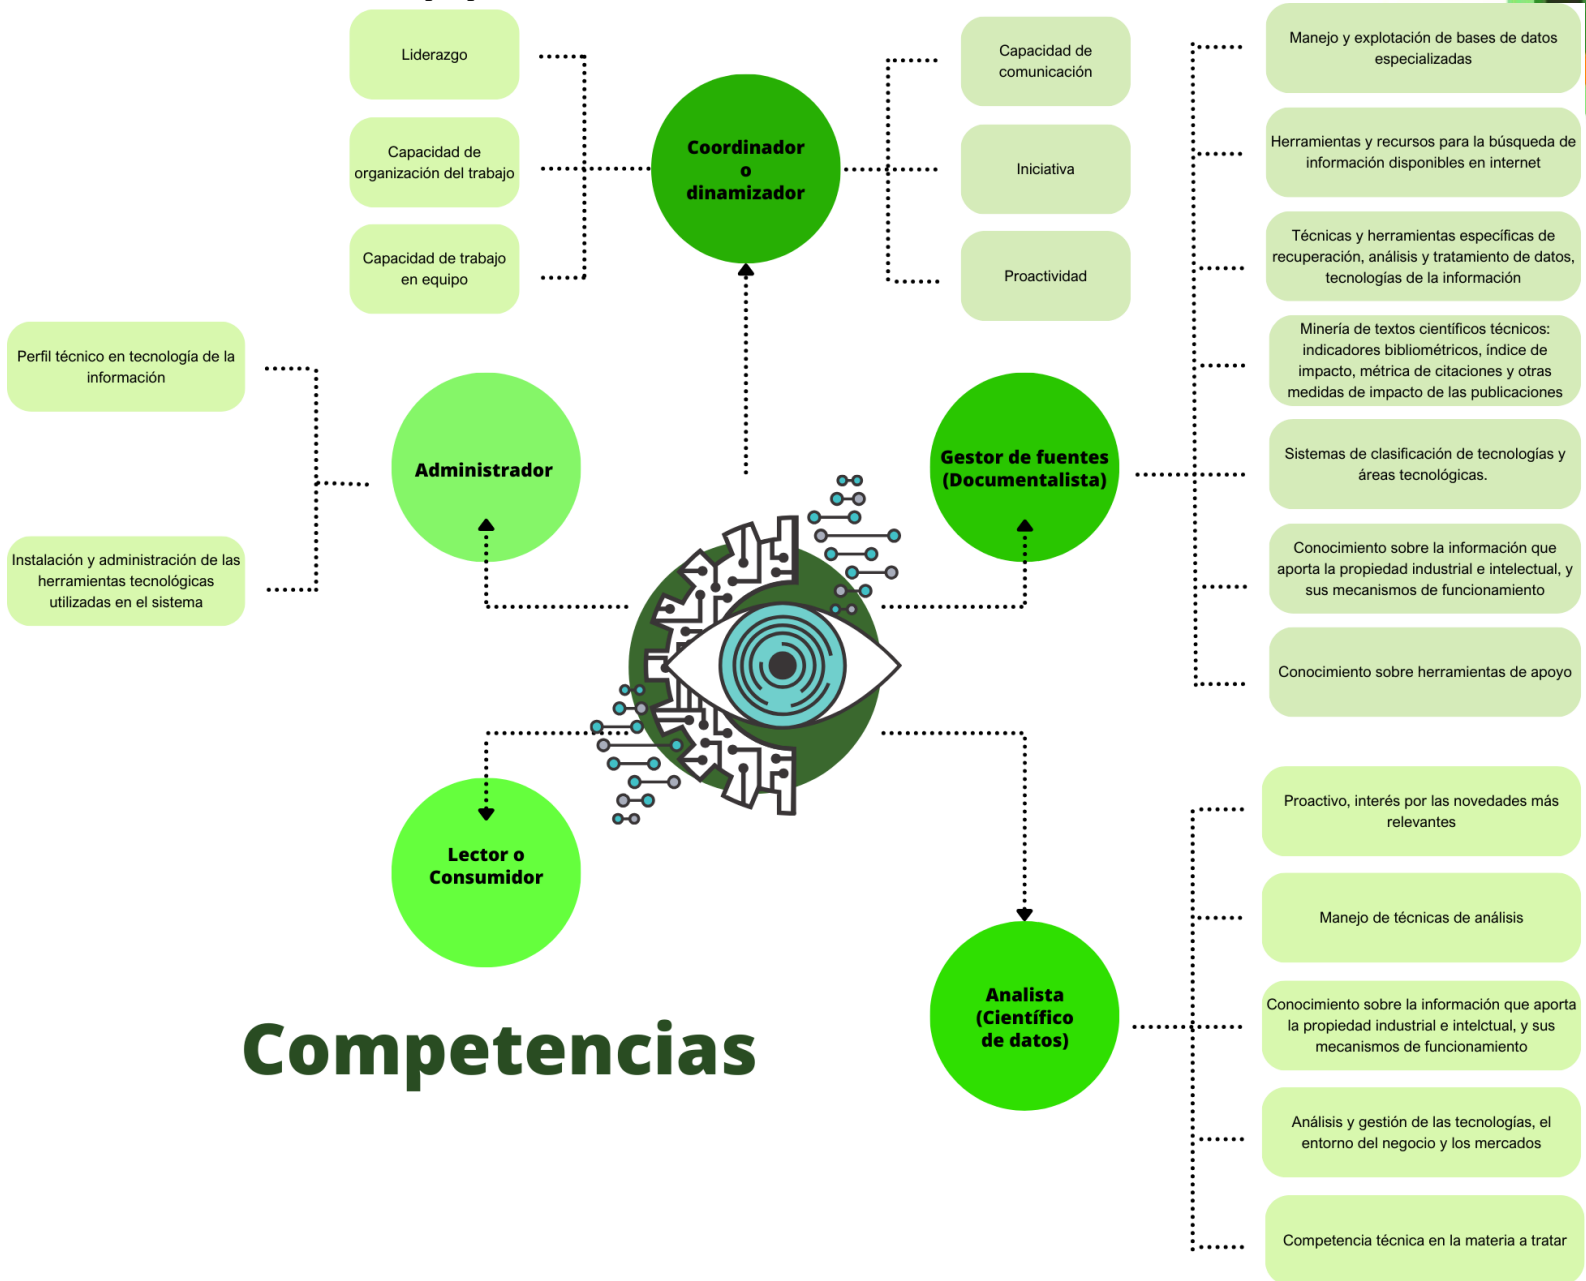 Liderazgo
Capacidad de
organización del trabajo
Capacidad de trabajo
en equipo
Coordinador
o
dinamizador
Capacidad de
comunicación
Iniciativa
Proactividad
Manejo y explotación de bases de datos
especializadas
Herramientas y recursos para la búsqueda de
información disponibles en internet
Técnicas y herramientas específicas de
recuperación, análisis y tratamiento de datos,
tecnologías de la información
Minería de textos científicos técnicos:
indicadores bibliométricos, índice de
impacto, métrica de citaciones y otras
medidas de impacto de las publicaciones
Sistemas de clasificación de tecnologías y
áreas tecnológicas.
Conocimiento sobre la información que
aporta la propiedad industrial e intelectual, y
sus mecanismos de funcionamiento
Conocimiento sobre herramientas de apoyo
Gestor de fuentes
(Documentalista)
Perfil técnico en tecnología de la
información
Instalación y administración de las
herramientas tecnológicas
utilizadas en el sistema
Administrador
Lector o
Consumidor
Analista
(Científico
de datos)
Proactivo, interés por las novedades más
relevantes
Manejo de técnicas de análisis
Conocimiento sobre la información que aporta
la propiedad industrial e intelctual, y sus
mecanismos de funcionamiento
Análisis y gestión de las tecnologías, el
entorno del negocio y los mercados
Competencia técnica en la materia a tratar
Competencias